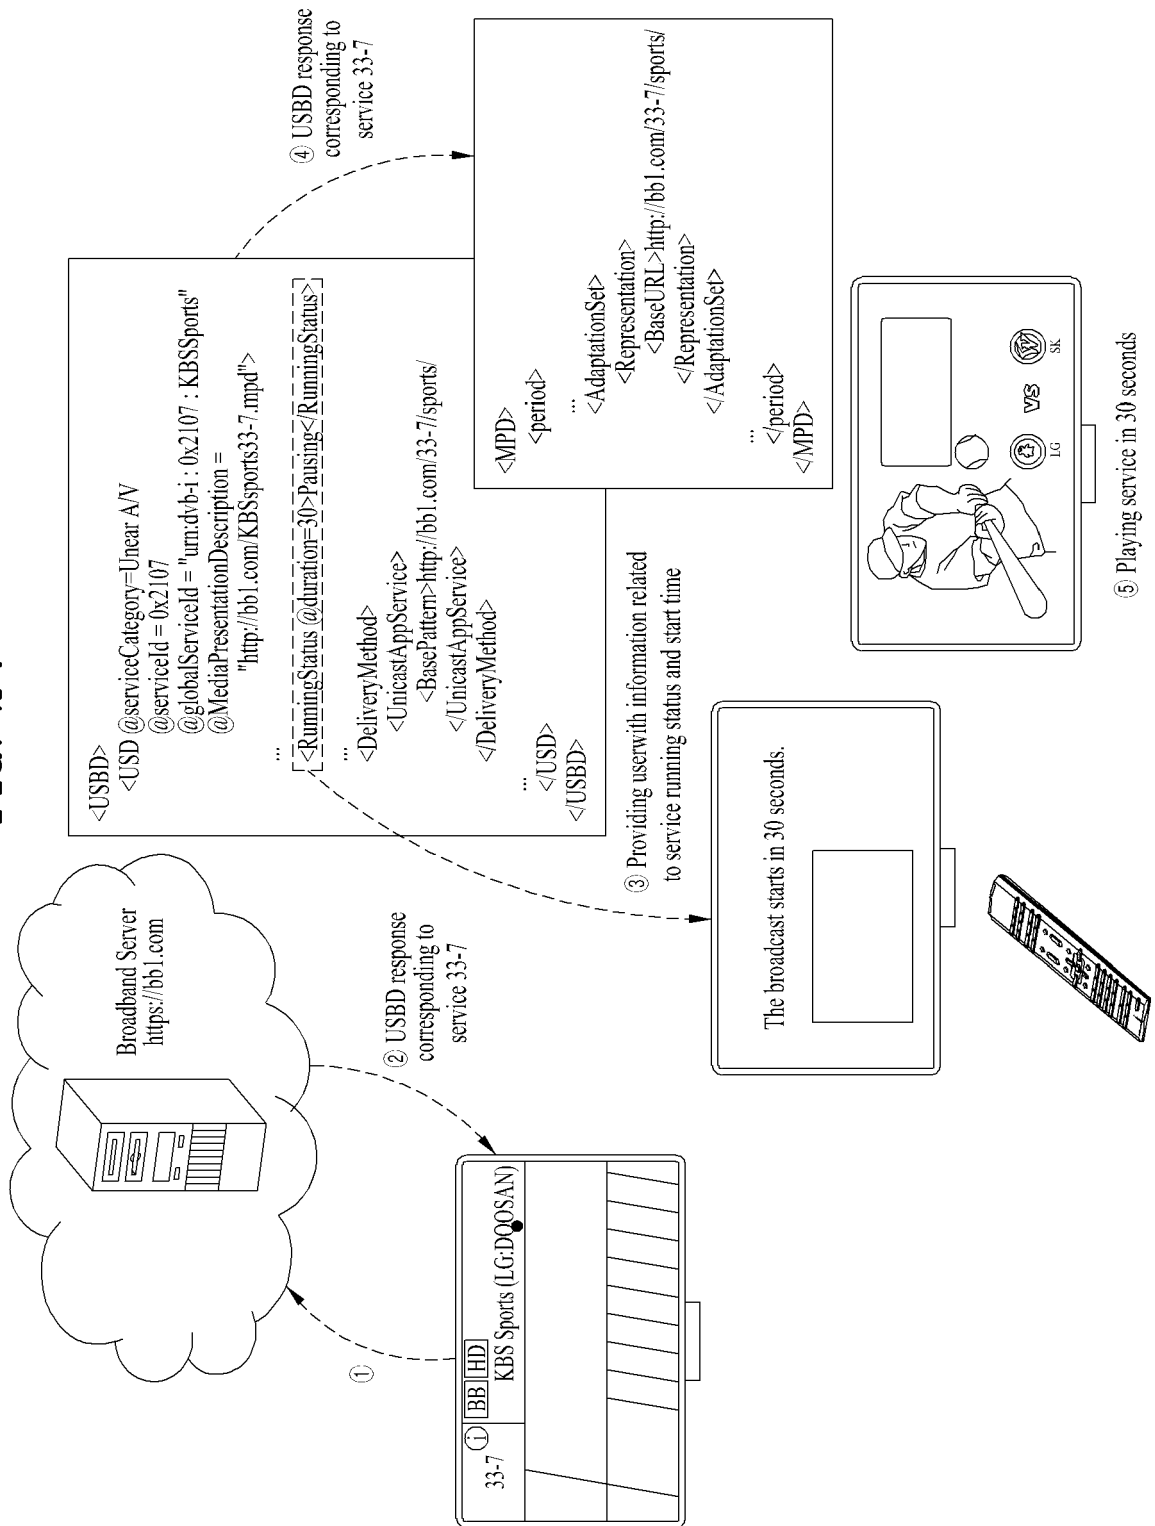 Broadband Server
https://bb1.com
①
33-7
i
BB HD
KBS Sports (LG:DOOSAN)
② USBD response
corresponding to
service 33-7
<USBD>
<USD @serviceCategory=Unear A/V
@serviceId = 0x2107
@globalServiceId = "urn:dvb-i : 0x2107 : KBSSports"
@MediaPresentationDescription =
"http://bb1.com/KBSsports33-7.mpd">
...
<RunningStatus @duration=30>Pausing</RunningStatus>
...
<DeliveryMethod>
<UnicastAppService>
<BasePattern>http://bb1.com/33-7/sports/
</UnicastAppService>
</DeliveryMethod>
...
</USD>
</USBD>
③ Providing userwith information related
to service running status and start time
The broadcast starts in 30 seconds.
④ USBD response
corresponding to
service 33-7
<MPD>
<period>
...
<AdaptationSet>
<Representation>
<BaseURL>http://bb1.com/33-7/sports/
</Representation>
</AdaptationSet>
...
</period>
</MPD>
LG
VS
W
SK
⑤ Playing service in 30 seconds